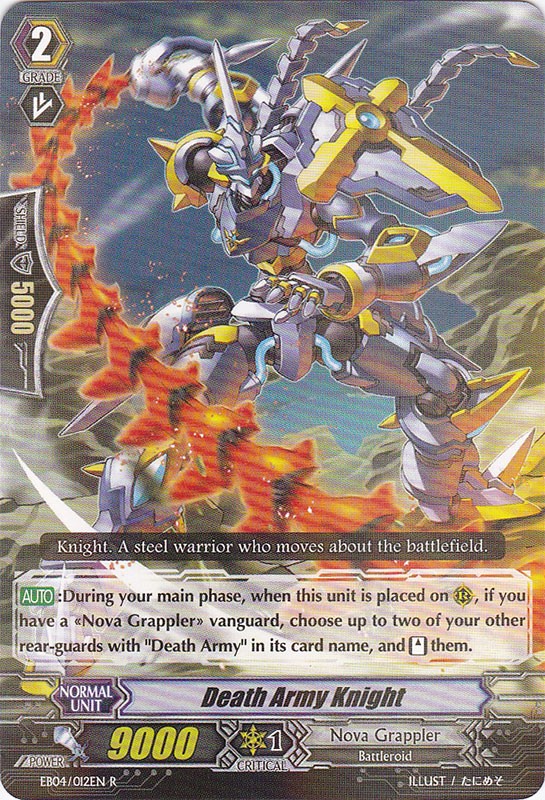 2
GRADE
SHIELD
5000
Knight. A steel warrior who moves about the battlefield.
AUTO:During your main phase, when this unit is placed on R, if you
have a «Nova Grappler» vanguard, choose up to two of your other
rear-guards with "Death Army" in its card name, and them.
NORMAL
UNIT
Death Army Knight
POWER
9000
1
CRITICAL
Nova Grappler
Battleroid
EB04/012EN R
ILLUST / たにめそ